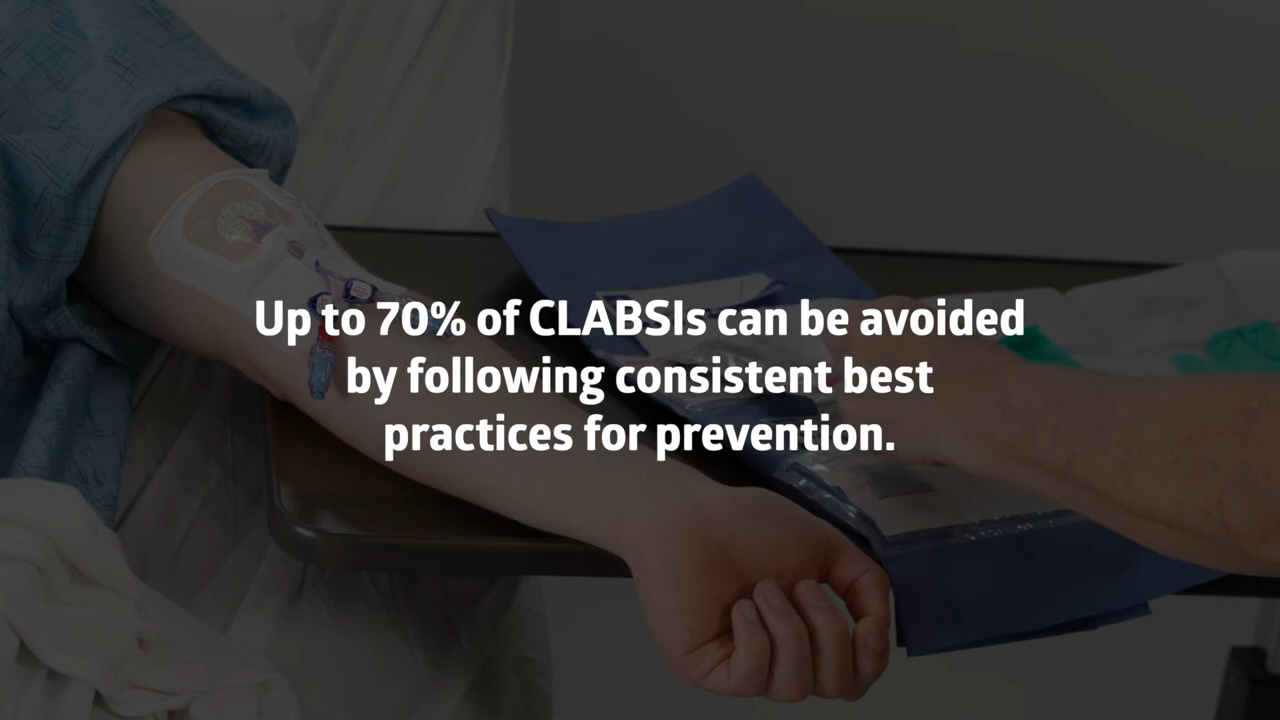 Up to 70% of CLABSIs can be avoided
by following consistent best
practices for prevention.